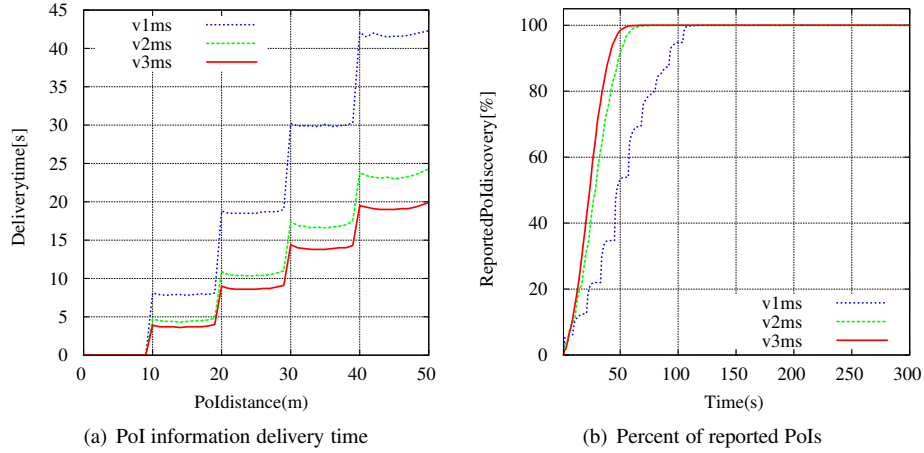 45
40
35
30
25
20
15
10
5
0
0 10 20 30 40 50
Deliverytime[s]
PoIdistance(m)
v1ms
v2ms
v3ms
(a) PoI information delivery time
100
80
60
40
20
0
50 100 150 200 250 300
ReportedPoIdiscovery[%]
Time(s)
v1ms
v2ms
v3ms
(b) Percent of reported PoIs